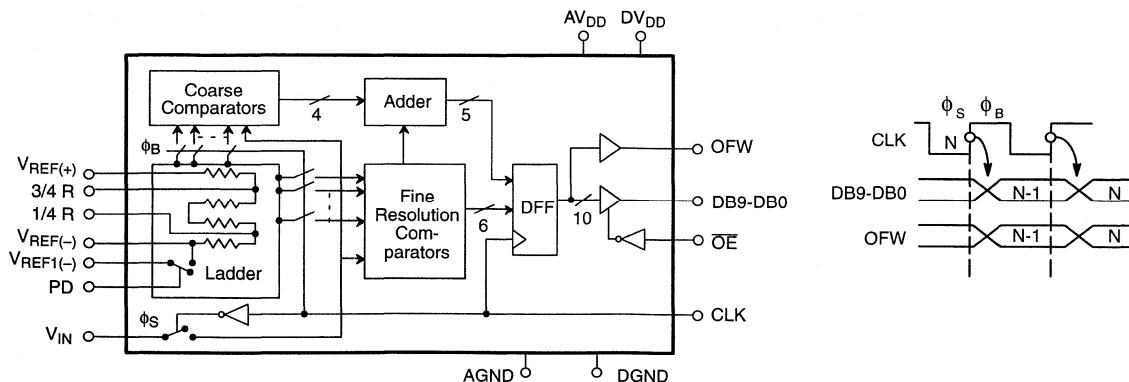 AVDD DVDD
Coarse
Comparators
4
Adder
5
ϕB
VREF(+)
3/4 R
1/4 R
VREF(−)
VREF1(−)
PD
Ladder
Fine
Resolution
Com-
parators
6
DFF
10
OFW
DB9-DB0
OE
CLK
ϕS
VIN
AGND
DGND
ϕS ϕB
CLK
N
DB9-DB0
N-1
N
OFW
N-1
N